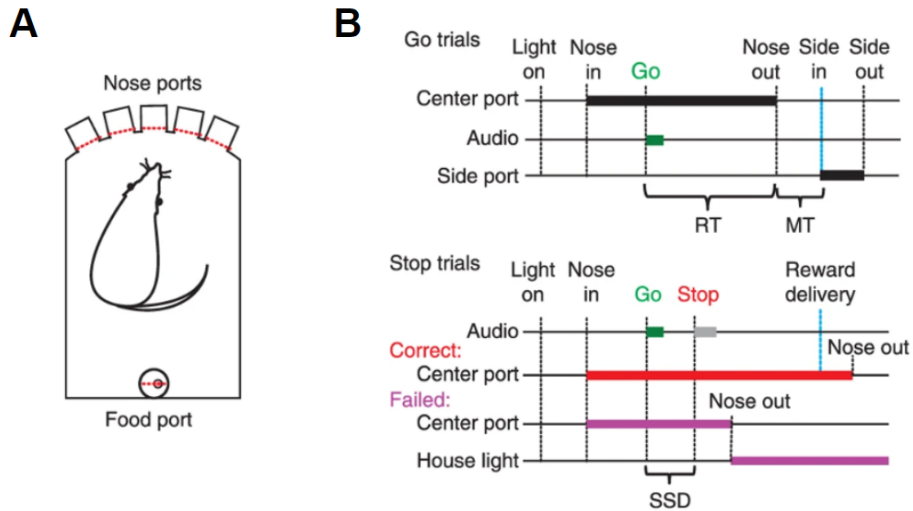 A
B
Nose ports
Food port
Go trials
Light on
Nose in
Go
Nose out
Side in
Side out
Center port
Audio
Side port
RT
MT
Stop trials
Light on
Nose in
Go
Stop
Reward delivery
Audio
Correct:
Nose out
Center port
Failed:
Nose out
Center port
House light
SSD